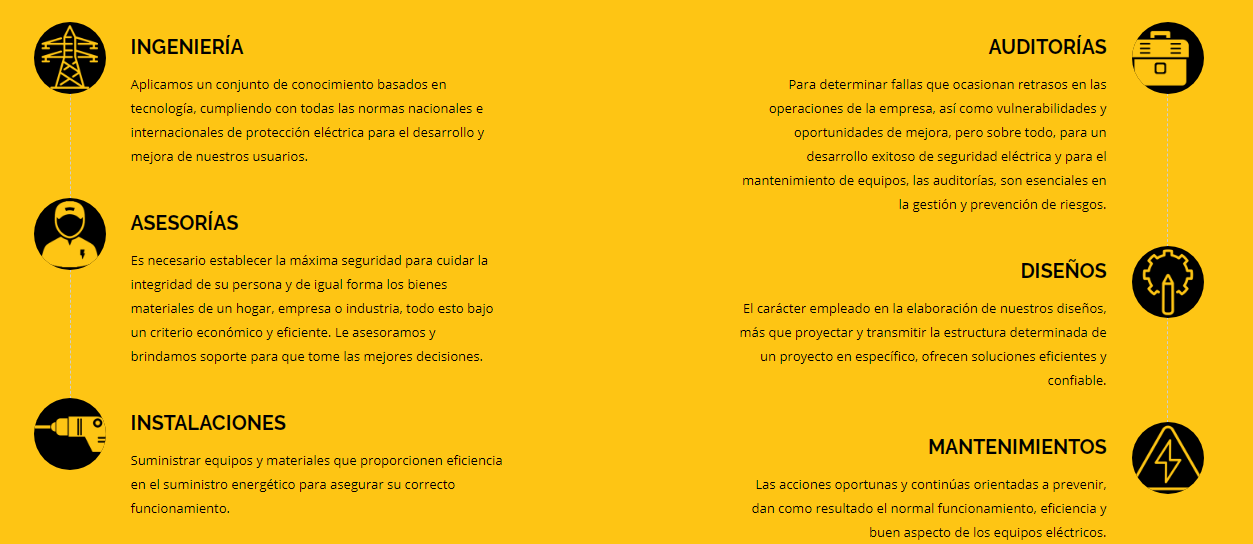 INGENIERÍA
Aplicamos un conjunto de conocimiento basados en
tecnología, cumpliendo con todas las normas nacionales e
internacionales de protección eléctrica para el desarrollo y
mejora de nuestros usuarios.
ASESORÍAS
Es necesario establecer la máxima seguridad para cuidar la
integridad de su persona y de igual forma los bienes
materiales de un hogar, empresa o industria, todo esto bajo
un criterio económico y eficiente. Le asesoramos y
brindamos soporte para que tome las mejores decisiones.
INSTALACIONES
Suministrar equipos y materiales que proporcionen eficiencia
en el suministro energético para asegurar su correcto
funcionamiento.
AUDITORÍAS
Para determinar fallas que ocasionan retrasos en las
operaciones de la empresa, así como vulnerabilidades y
oportunidades de mejora, pero sobre todo, para un
desarrollo exitoso de seguridad eléctrica y para el
mantenimiento de equipos, las auditorías, son esenciales en
la gestión y prevención de riesgos.
DISEÑOS
El carácter empleado en la elaboración de nuestros diseños,
más que proyectar y transmitir la estructura determinada de
un proyecto en específico, ofrecen soluciones eficientes y
confiable.
MANTENIMIENTOS
Las acciones oportunas y continúas orientadas a prevenir,
dan como resultado el normal funcionamiento, eficiencia y
buen aspecto de los equipos eléctricos.